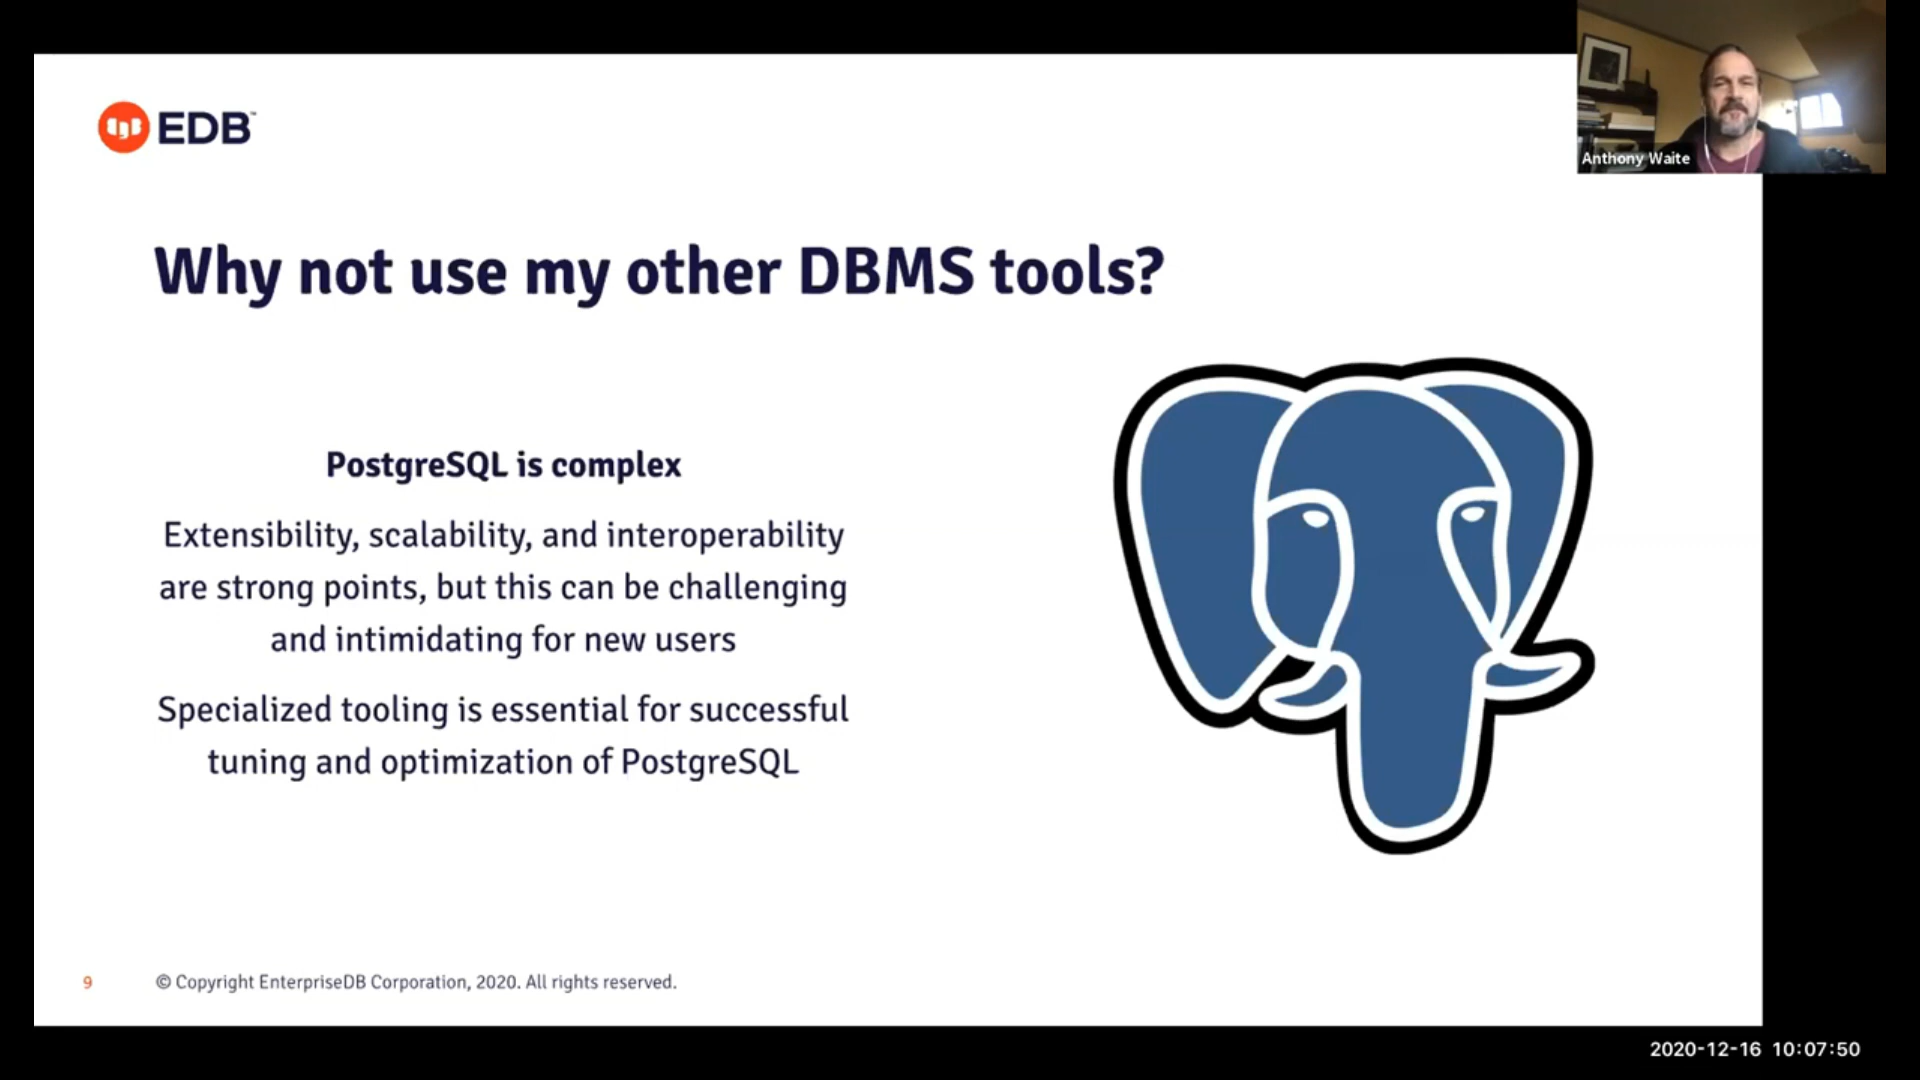 EDB™
Anthony Waite
Why not use my other DBMS tools?
PostgreSQL is complex
Extensibility, scalability, and interoperability
are strong points, but this can be challenging
and intimidating for new users
Specialized tooling is essential for successful
tuning and optimization of PostgreSQL
9
© Copyright EnterpriseDB Corporation, 2020. All rights reserved.
2020-12-16 10:07:50